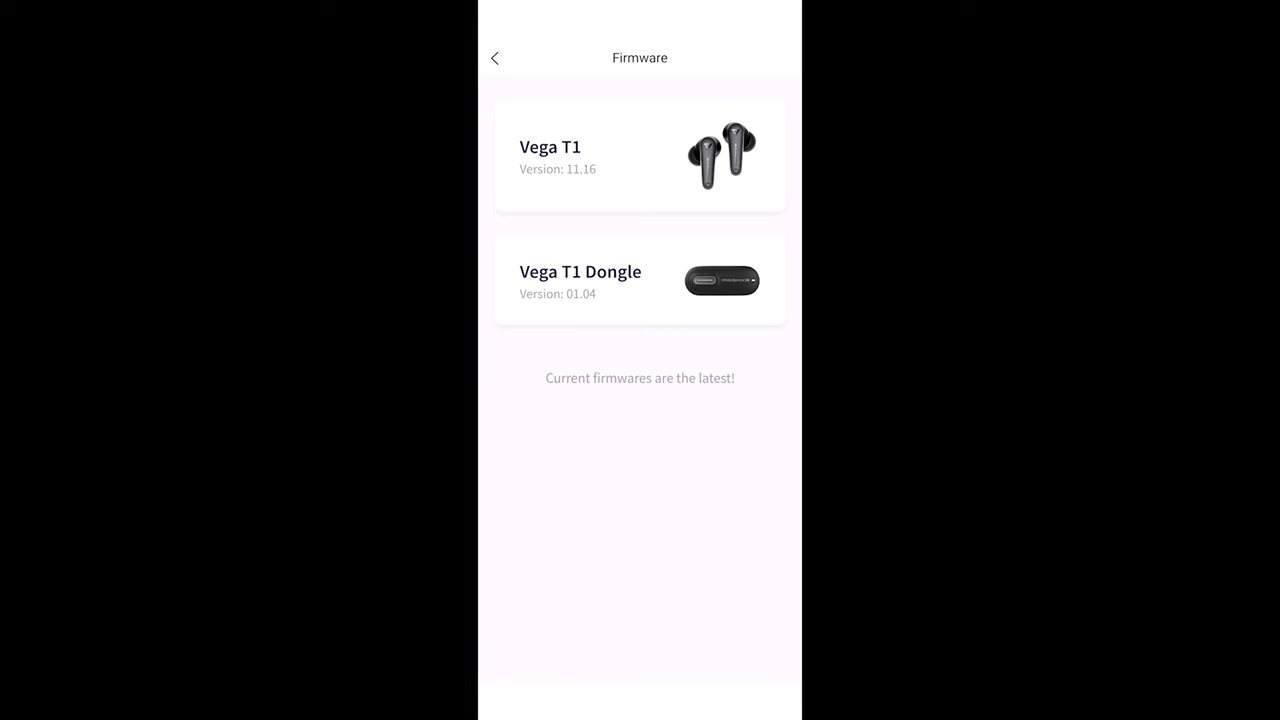 Firmware
Vega T1
Version: 11.16
Vega T1 Dongle
Version: 01.04
Current firmwares are the latest!